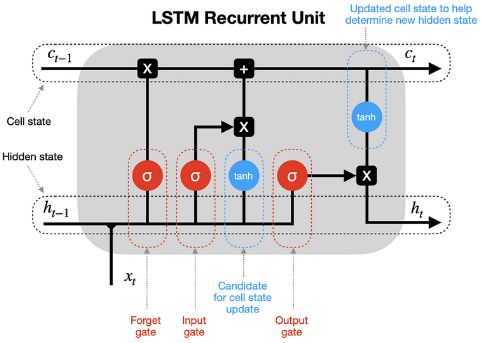 LSTM Recurrent Unit
Updated cell state to help
determine new hidden state
c_{t-1}
c_t
X
+
tanh
Cell state
X
Hidden state
σ
σ
tanh
σ
X
h_{t-1}
h_t
x_t
Forget
gate
Input
gate
Candidate
for cell state
update
Output
gate